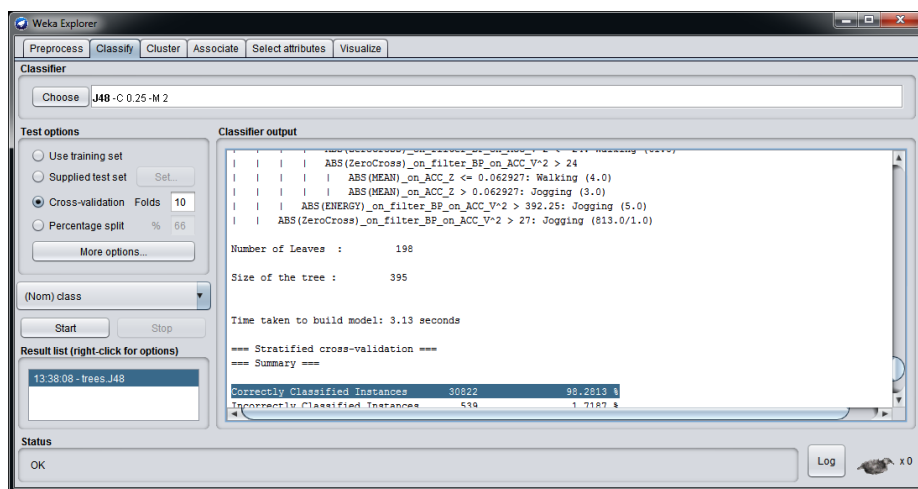 Weka Explorer
Preprocess Classify Cluster Associate Select attributes Visualize
Classifier
Choose J48 -C 0.25 -M 2
Test options
Use training set
Supplied test set Set...
Cross-validation Folds 10
Percentage split % 66
More options...
(Nom) class
Start Stop
Result list (right-click for options)
13:38:08 - trees.J48
Classifier output
| | | | ABS(ZeroCross)_on_filter_BP_on_ACC_V^2 > 24
| | | | | ABS(MEAN)_on_ACC_Z <= 0.062927: Walking (4.0)
| | | | | ABS(MEAN)_on_ACC_Z > 0.062927: Jogging (3.0)
| | | ABS(ENERGY)_on_filter_BP_on_ACC_V^2 > 392.25: Jogging (5.0)
| | ABS(ZeroCross)_on_filter_BP_on_ACC_V^2 > 27: Jogging (813.0/1.0)
Number of Leaves : 198
Size of the tree : 395
Time taken to build model: 3.13 seconds
=== Stratified cross-validation ===
=== Summary ===
Correctly Classified Instances 30822 98.2813 %
Incorrectly Classified Instances 539 1.7187 %
Status
OK
Log x 0